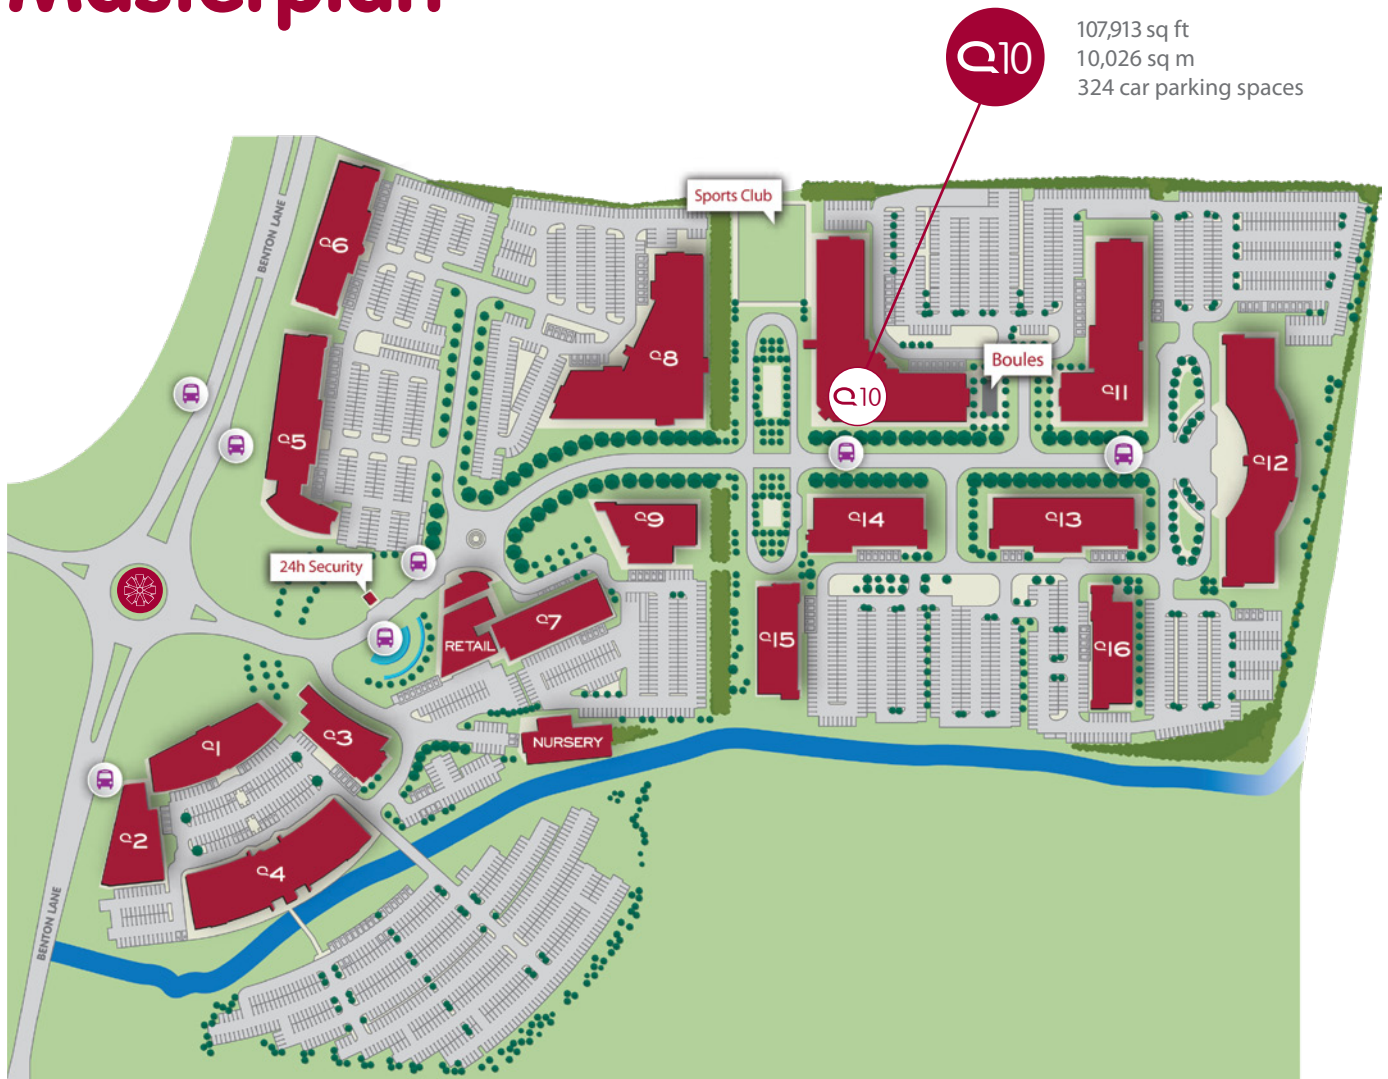 Masterplan
Q10
107,913 sq ft
10,026 sq m
324 car parking spaces
Sports Club
BENTON LANE
Q6
Q8
Boules
Q10
Q11
Q5
Q12
Q9
Q14
Q13
24h Security
Q7
RETAIL
Q15
Q16
Q1
Q3
NURSERY
Q2
Q4
BENTON LANE